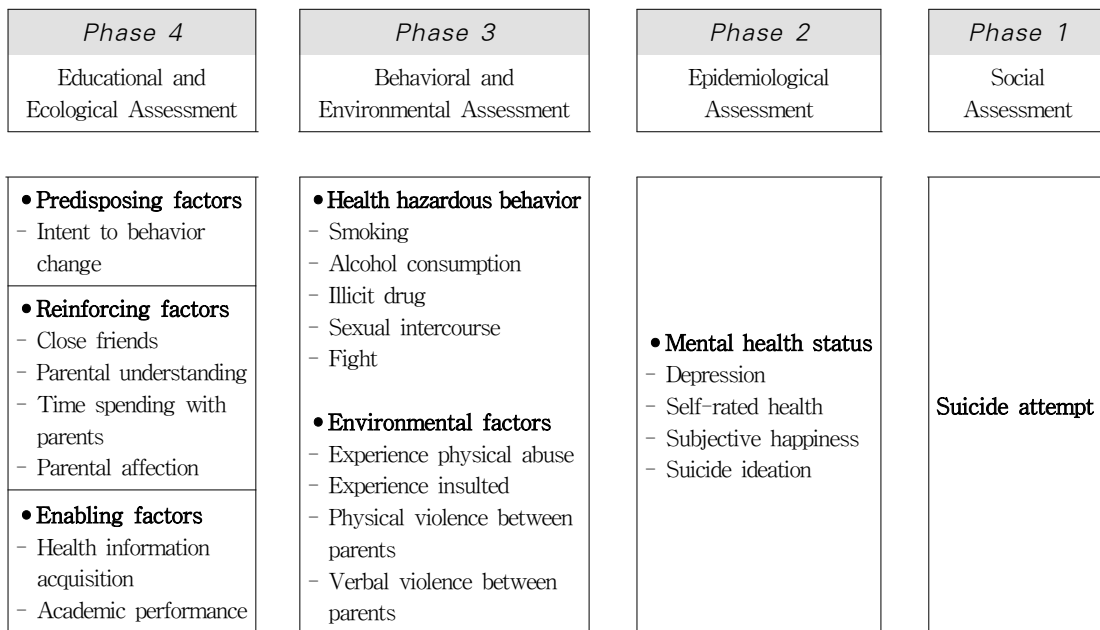 Phase 4
Educational and
Ecological Assessment
• Predisposing factors
- Intent to behavior
change
• Reinforcing factors
- Close friends
- Parental understanding
- Time spending with
parents
- Parental affection
• Enabling factors
- Health information
acquisition
- Academic performance
Phase 3
Behavioral and
Environmental Assessment
• Health hazardous behavior
- Smoking
- Alcohol consumption
- Illicit drug
- Sexual intercourse
- Fight
• Environmental factors
- Experience physical abuse
- Experience insulted
- Physical violence between
parents
- Verbal violence between
parents
Phase 2
Epidemiological
Assessment
• Mental health status
- Depression
- Self-rated health
- Subjective happiness
- Suicide ideation
Phase 1
Social
Assessment
Suicide attempt